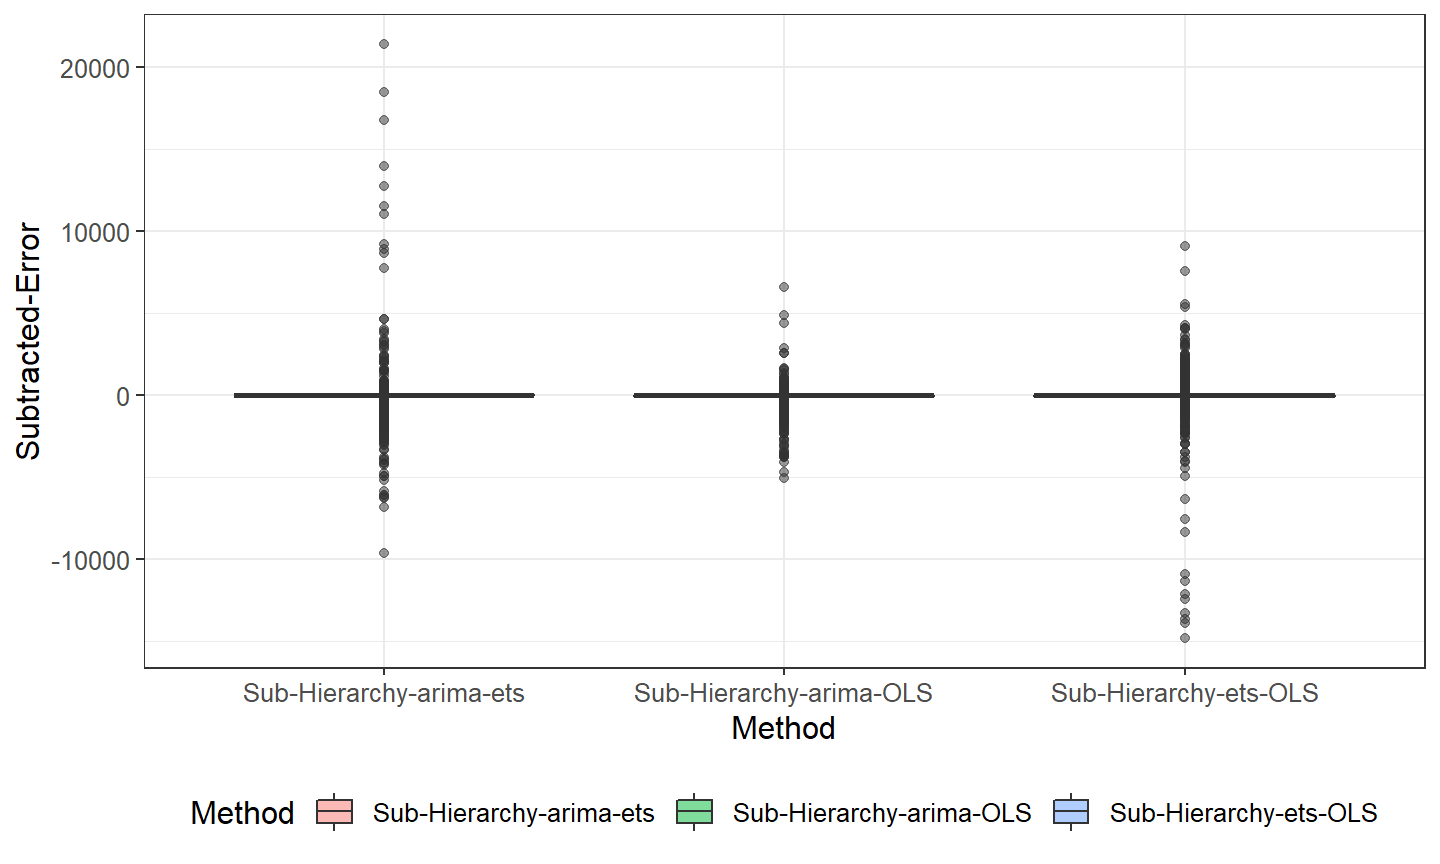 Subtracted-Error
20000
10000
0
-10000
Sub-Hierarchy-arima-ets Sub-Hierarchy-arima-OLS Sub-Hierarchy-ets-OLS
Method
Method Sub-Hierarchy-arima-ets Sub-Hierarchy-arima-OLS Sub-Hierarchy-ets-OLS